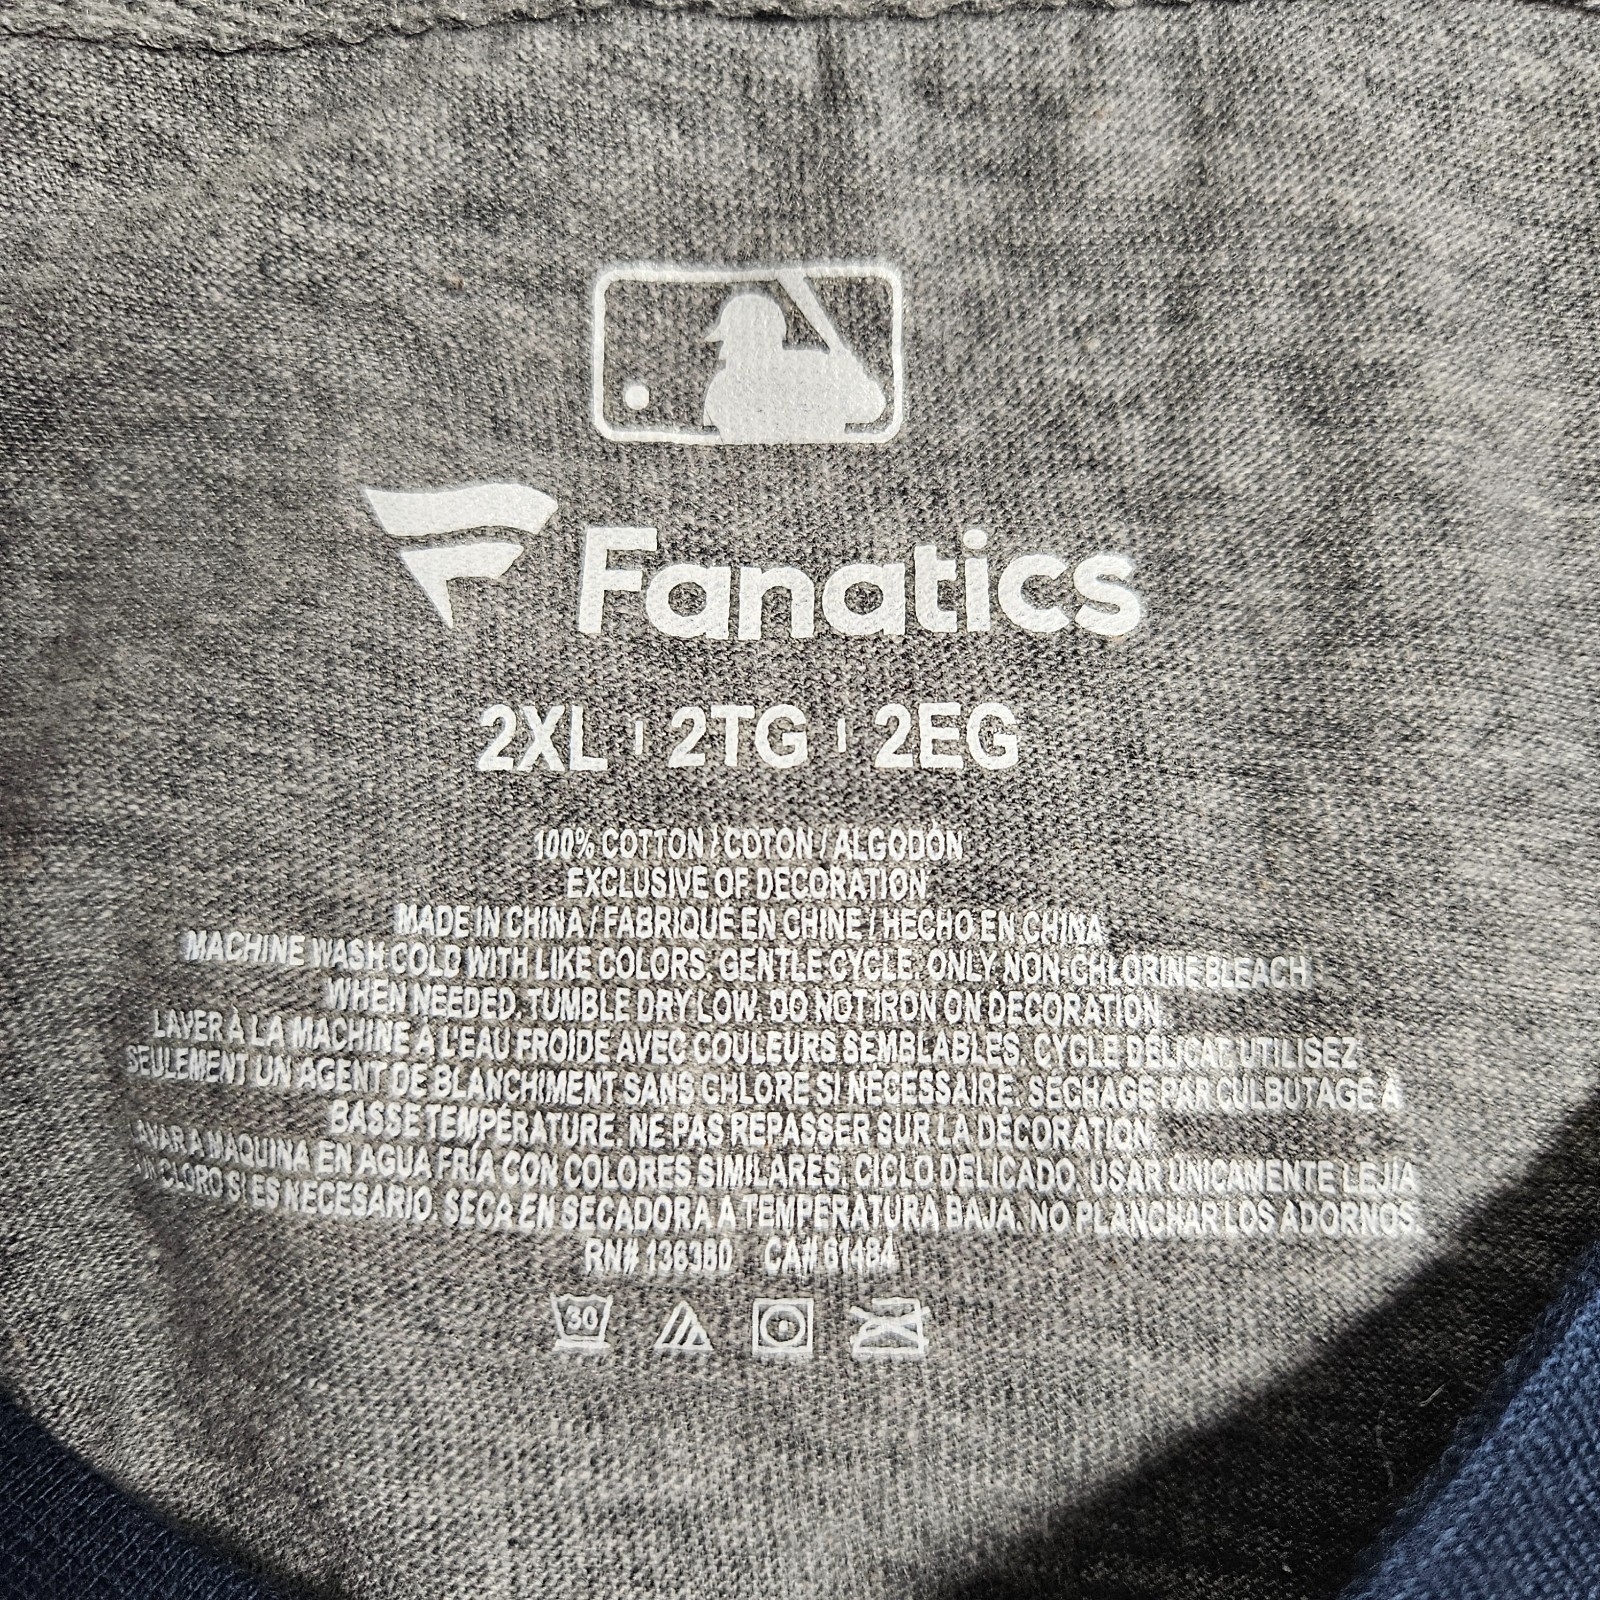 Fanatics
2XL | 2TG | 2EG
100% COTTON / COTON / ALGODÓN
EXCLUSIVE OF DECORATION
MADE IN CHINA / FABRIQUÉ EN CHINE / HECHO EN CHINA
MACHINE WASH COLD WITH LIKE COLORS. GENTLE CYCLE. ONLY NON-CHLORINE BLEACH
WHEN NEEDED. TUMBLE DRY LOW. DO NOT IRON ON DECORATION.
LAVER À LA MACHINE À L'EAU FROIDE AVEC COULEURS SEMBLABLES. CYCLE DÉLICAT UTILISEZ
SEULEMENT UN AGENT DE BLANCHIMENT SANS CHLORE SI NÉCESSAIRE. SÉCHAGE PAR CULBUTAGE À
BASSE TEMPÉRATURE. NE PAS REPASSER SUR LA DÉCORATION.
LAVAR A MAQUINA EN AGUA FRÍA CON COLORES SIMILARES. CICLO DELICADO. USAR ÚNICAMENTE LEJÍA
SIN CLORO SI ES NECESARIO. SECA EN SECADORA A TEMPERATURA BAJA. NO PLANCHAR LOS ADORNOS.
RN# 136380 CA# 61484
30